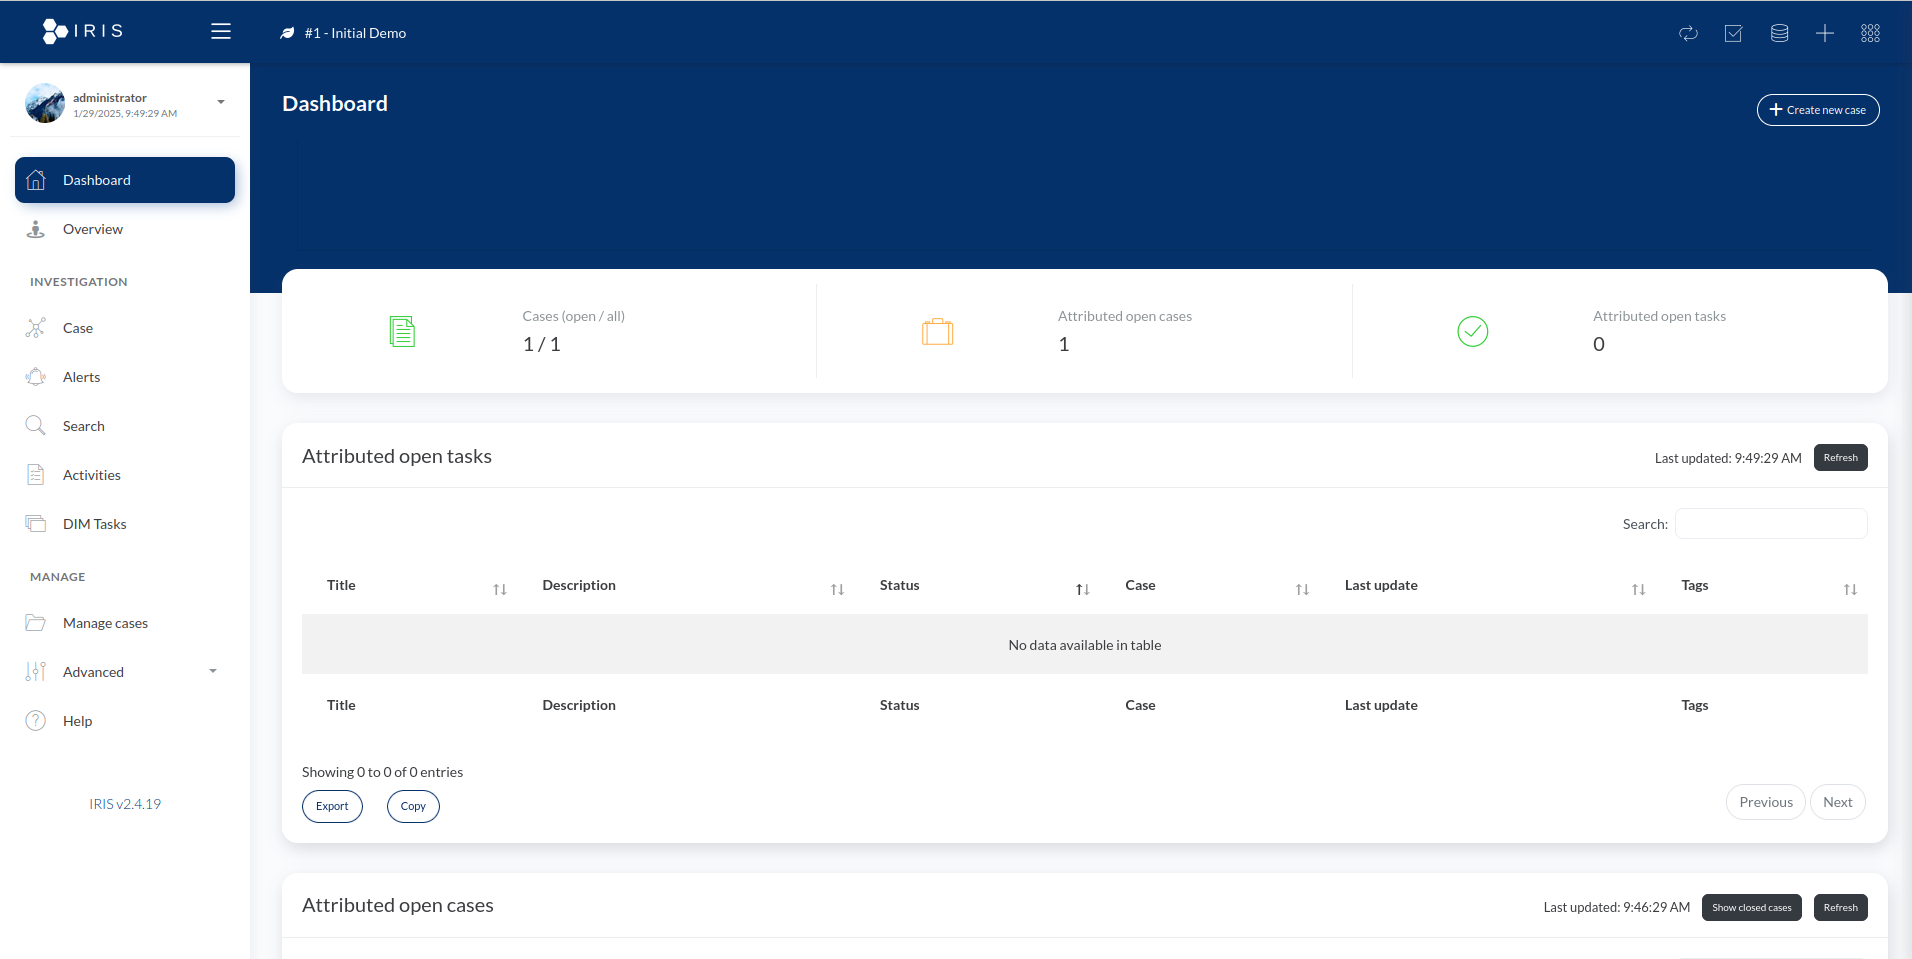 IRIS
#1 - Initial Demo
administrator
1/29/2025, 9:49:29 AM
Dashboard
Overview
INVESTIGATION
Case
Alerts
Search
Activities
DIM Tasks
MANAGE
Manage cases
Advanced
Help
IRIS v2.4.19
Dashboard
Create new case
Cases (open / all)
1 / 1
Attributed open cases
1
Attributed open tasks
0
Attributed open tasks
Last updated: 9:49:29 AM Refresh
Search:
Title Description Status Case Last update Tags
No data available in table
Title Description Status Case Last update Tags
Showing 0 to 0 of 0 entries
Export Copy
Previous Next
Attributed open cases
Last updated: 9:46:29 AM Show closed cases Refresh